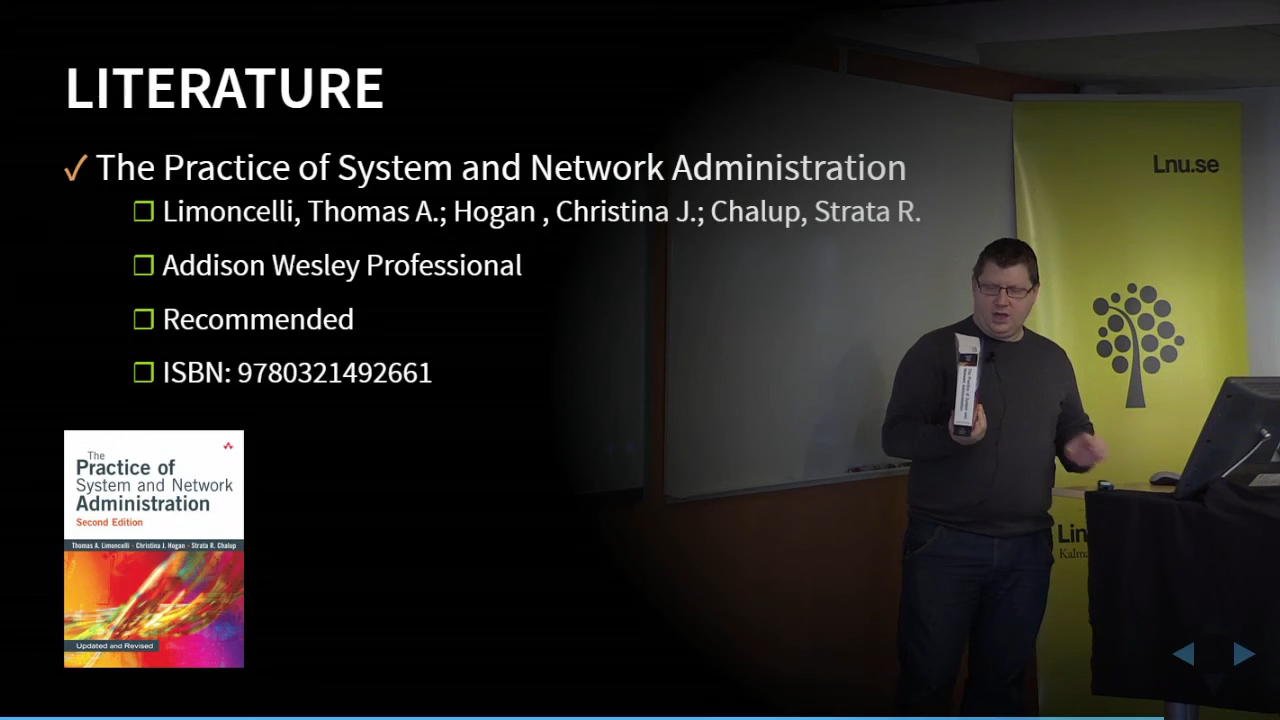 LITERATURE
✓ The Practice of System and Network Administration
❐ Limoncelli, Thomas A.; Hogan , Christina J.; Chalup, Strata R.
❐ Addison Wesley Professional
❐ Recommended
❐ ISBN: 9780321492661
The
Practice of
System and Network
Administration
Second Edition
Thomas A. Limoncelli · Christina J. Hogan · Strata R. Chalup
Updated and Revised
Lnu.se
Lin
Kalm